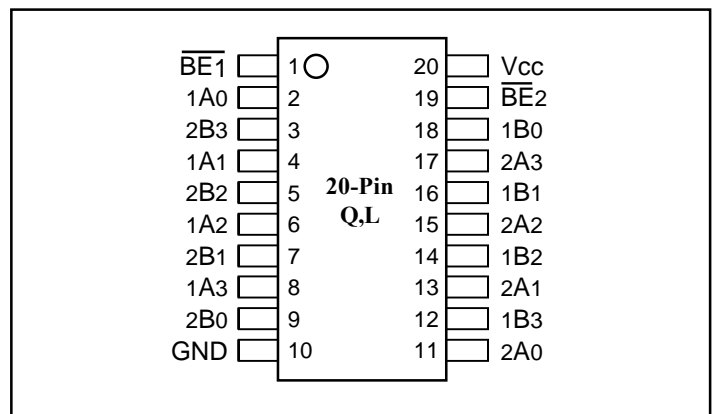 B̅E̅1 1 20 Vcc
1A0 2 19 B̅E̅2
2B3 3 18 1B0
1A1 4 17 2A3
2B2 5 20-Pin 16 1B1
1A2 6 Q,L 15 2A2
2B1 7 14 1B2
1A3 8 13 2A1
2B0 9 12 1B3
GND 10 11 2A0